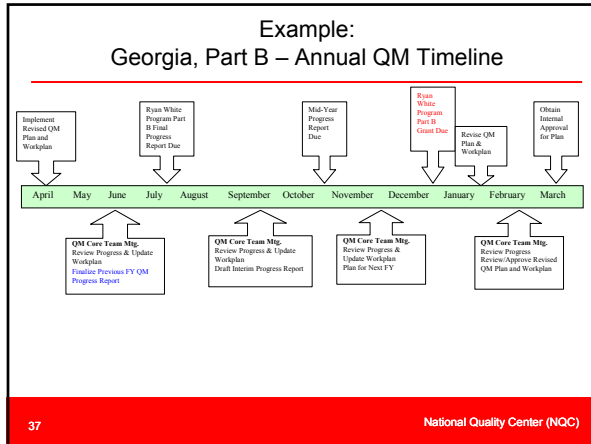 Example:
Georgia, Part B – Annual QM Timeline
Implement
Revised QM
Plan and
Workplan
Ryan White
Program Part
B Final
Progress
Report Due
Mid-Year
Progress
Report
Due
Ryan
White
Program
Part B
Grant Due
Revise QM
Plan &
Workplan
Obtain
Internal
Approval
for Plan
April May June July August September October November December January February March
QM Core Team Mtg.
Review Progress & Update
Workplan
Finalize Previous FY QM
Progress Report
QM Core Team Mtg.
Review Progress & Update
Workplan
Draft Interim Progress Report
QM Core Team Mtg.
Review Progress &
Update Workplan
Plan for Next FY
QM Core Team Mtg.
Review Progress
Review/Approve Revised
QM Plan and Workplan
37
National Quality Center (NQC)